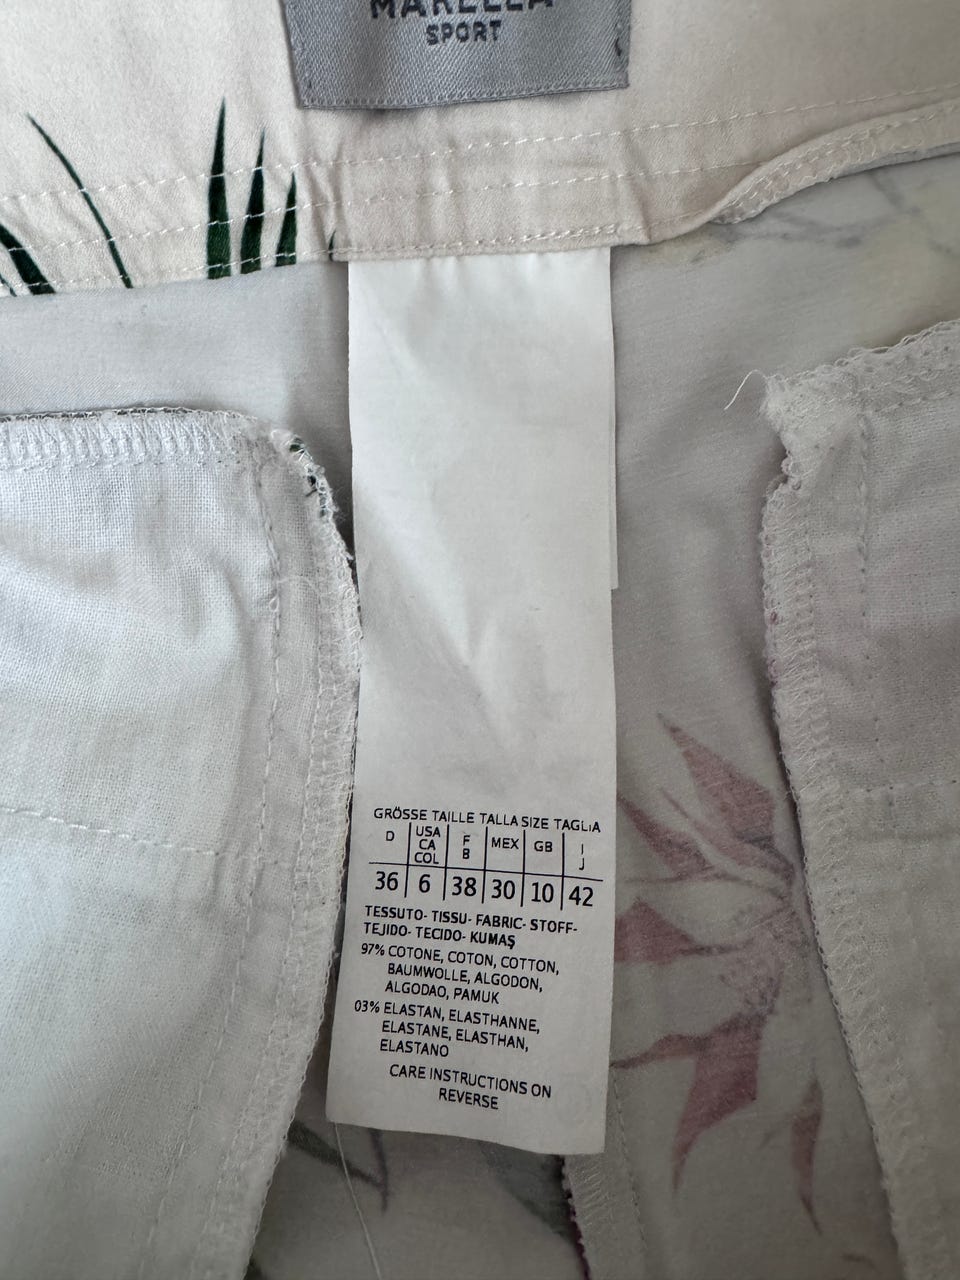 MARELLA
SPORT
GRÖSSE TAILLE TALLA SIZE TAGLIA
D USA CA COL F B MEX GB I J
36 6 38 30 10 42
TESSUTO- TISSU- FABRIC- STOFF-
TEJIDO- TECIDO- KUMAŞ
97% COTONE, COTON, COTTON,
BAUMWOLLE, ALGODON,
ALGODAO, PAMUK
03% ELASTAN, ELASTHANNE,
ELASTANE, ELASTHAN,
ELASTANO
CARE INSTRUCTIONS ON
REVERSE